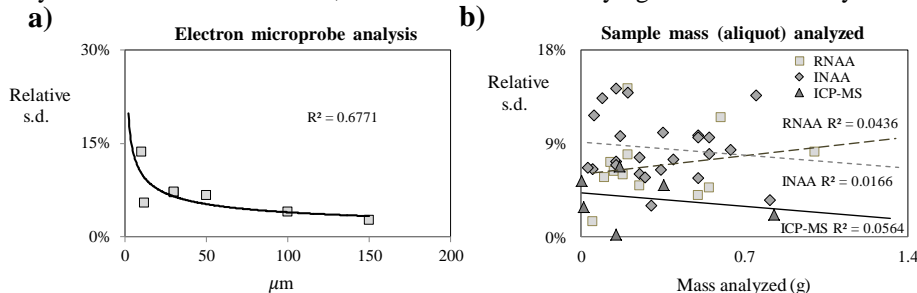 a)
Electron microprobe analysis
30%
Relative
s.d.
R² = 0.6771
15%
0%
0
50
100
150
200
µm
b)
Sample mass (aliquot) analyzed
18%
RNAA
INAA
ICP-MS
Relative
s.d.
RNAA R² = 0.0436
9%
INAA R² = 0.0166
ICP-MS R² = 0.0564
0%
0
0.7
1.4
Mass analyzed (g)